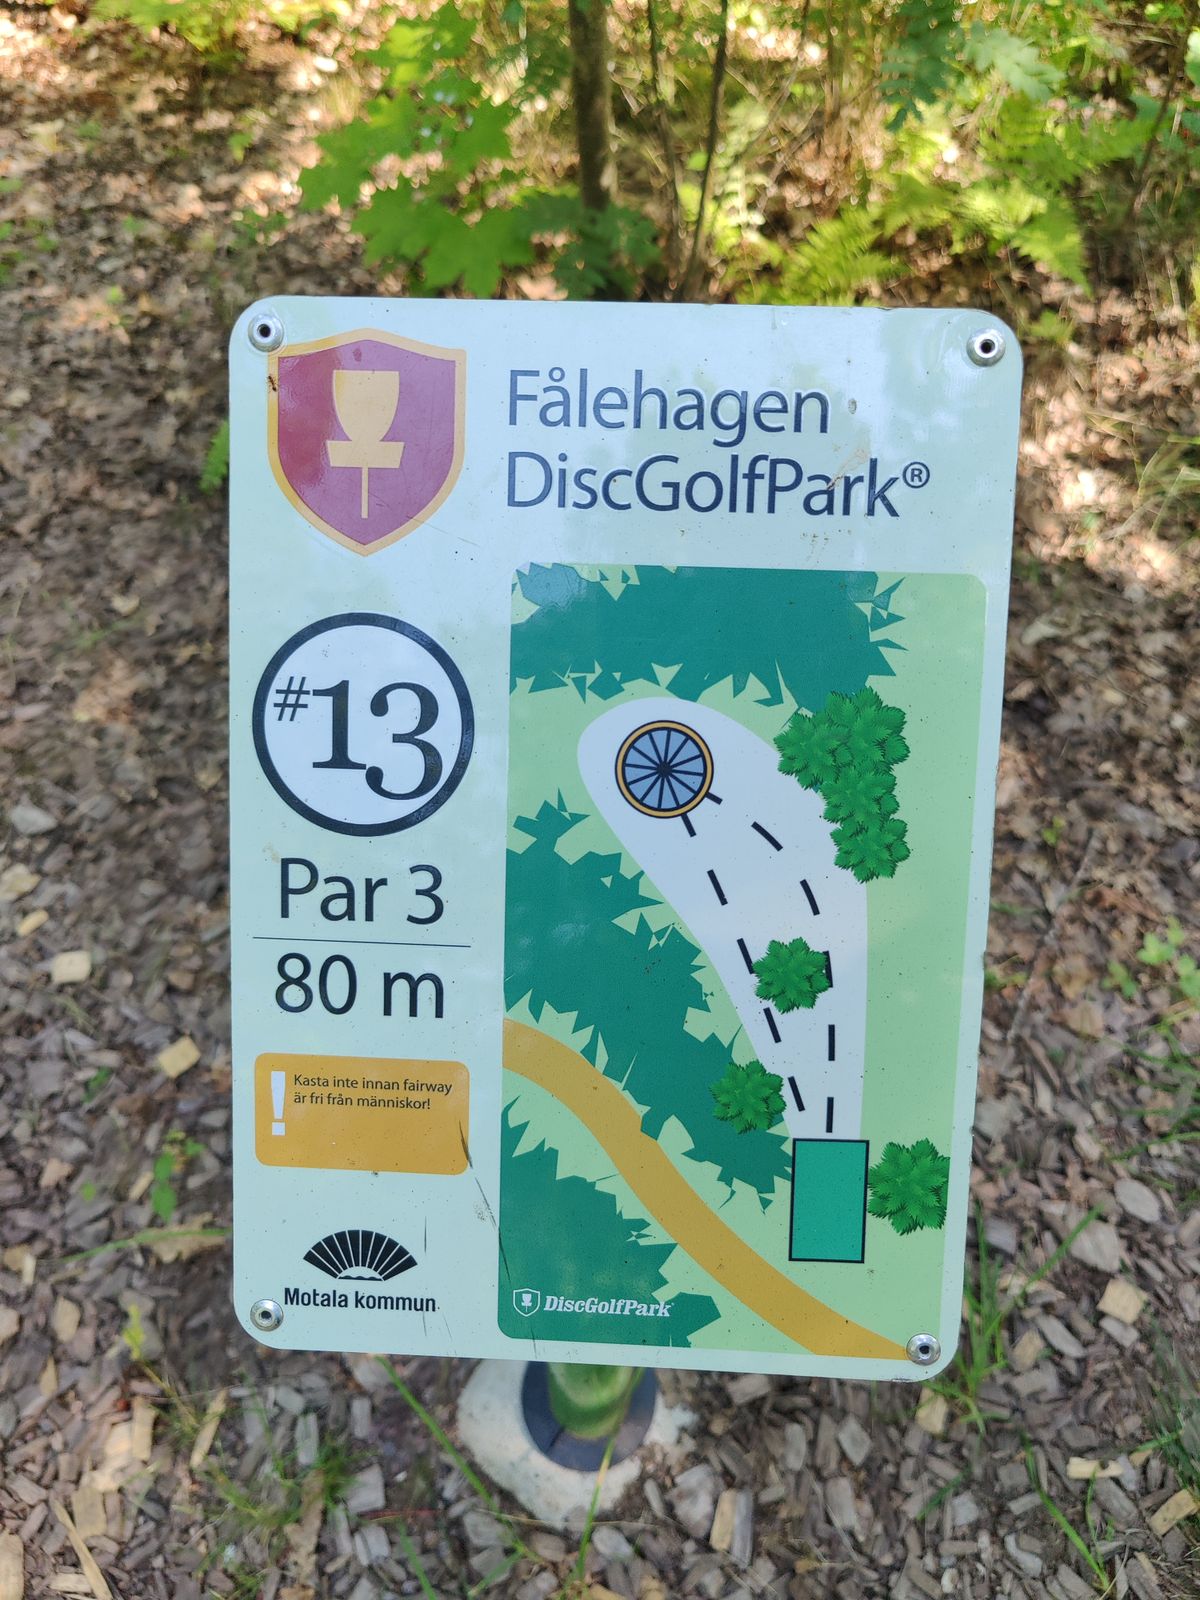 Fålehagen
DiscGolfPark®
#13
Par 3
80 m
! Kasta inte innan fairway
är fri från människor!
Motala kommun
DiscGolfPark